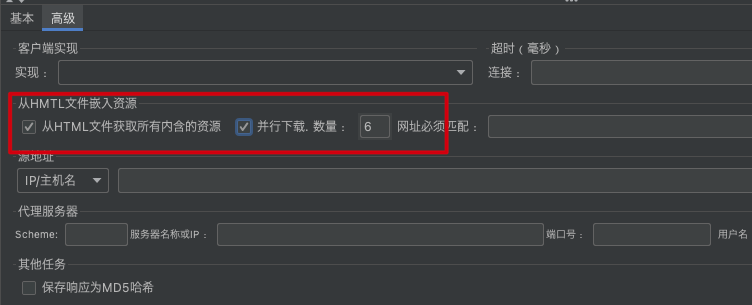 基本 高级
客户端实现 超时（毫秒）
实现： 连接：
从HMTL文件嵌入资源
从HTML文件获取所有内含的资源 并行下载. 数量： 6 网址必须匹配：
源地址
IP/主机名
代理服务器
Scheme: 服务器名称或IP： 端口号： 用户名
其他任务
保存响应为MD5哈希